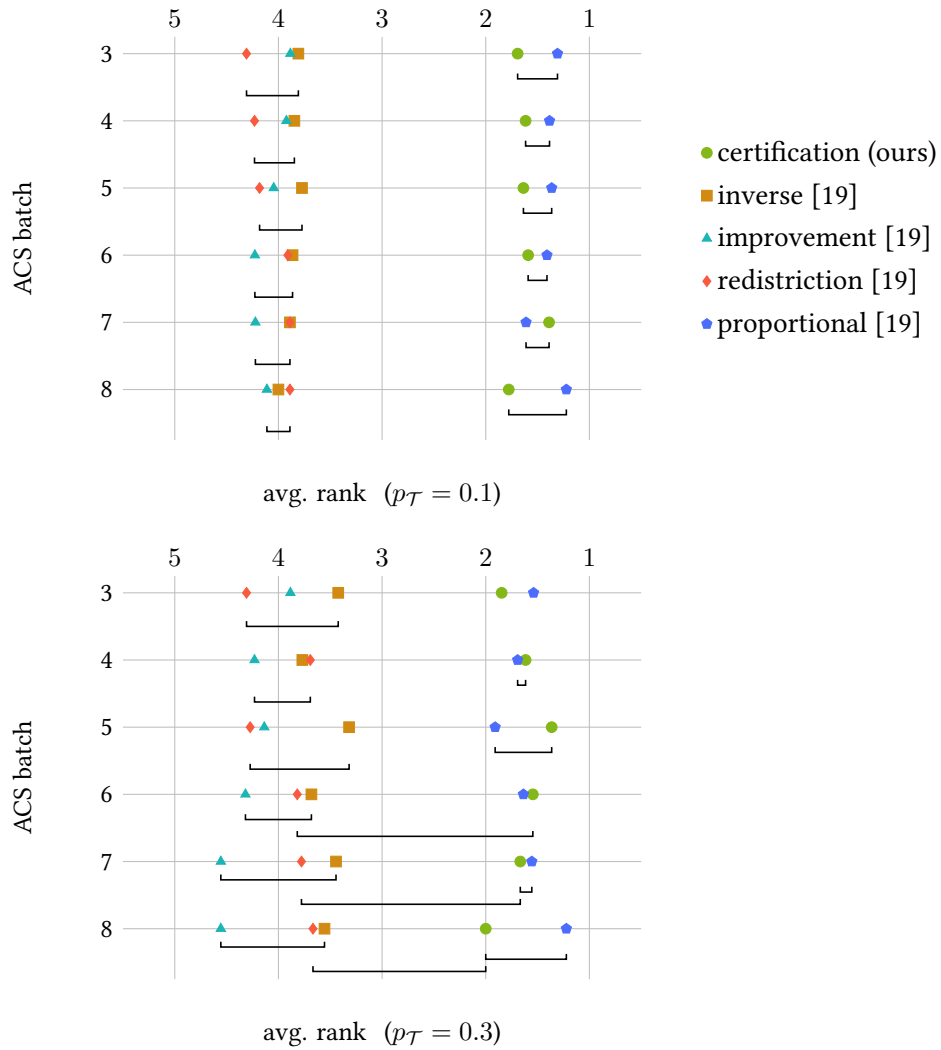 5 4 3 2 1
3
4
5
6
7
8
ACS batch
avg. rank (p_𝒯 = 0.1)
certification (ours)
inverse [19]
improvement [19]
redistriction [19]
proportional [19]
5 4 3 2 1
3
4
5
6
7
8
ACS batch
avg. rank (p_𝒯 = 0.3)